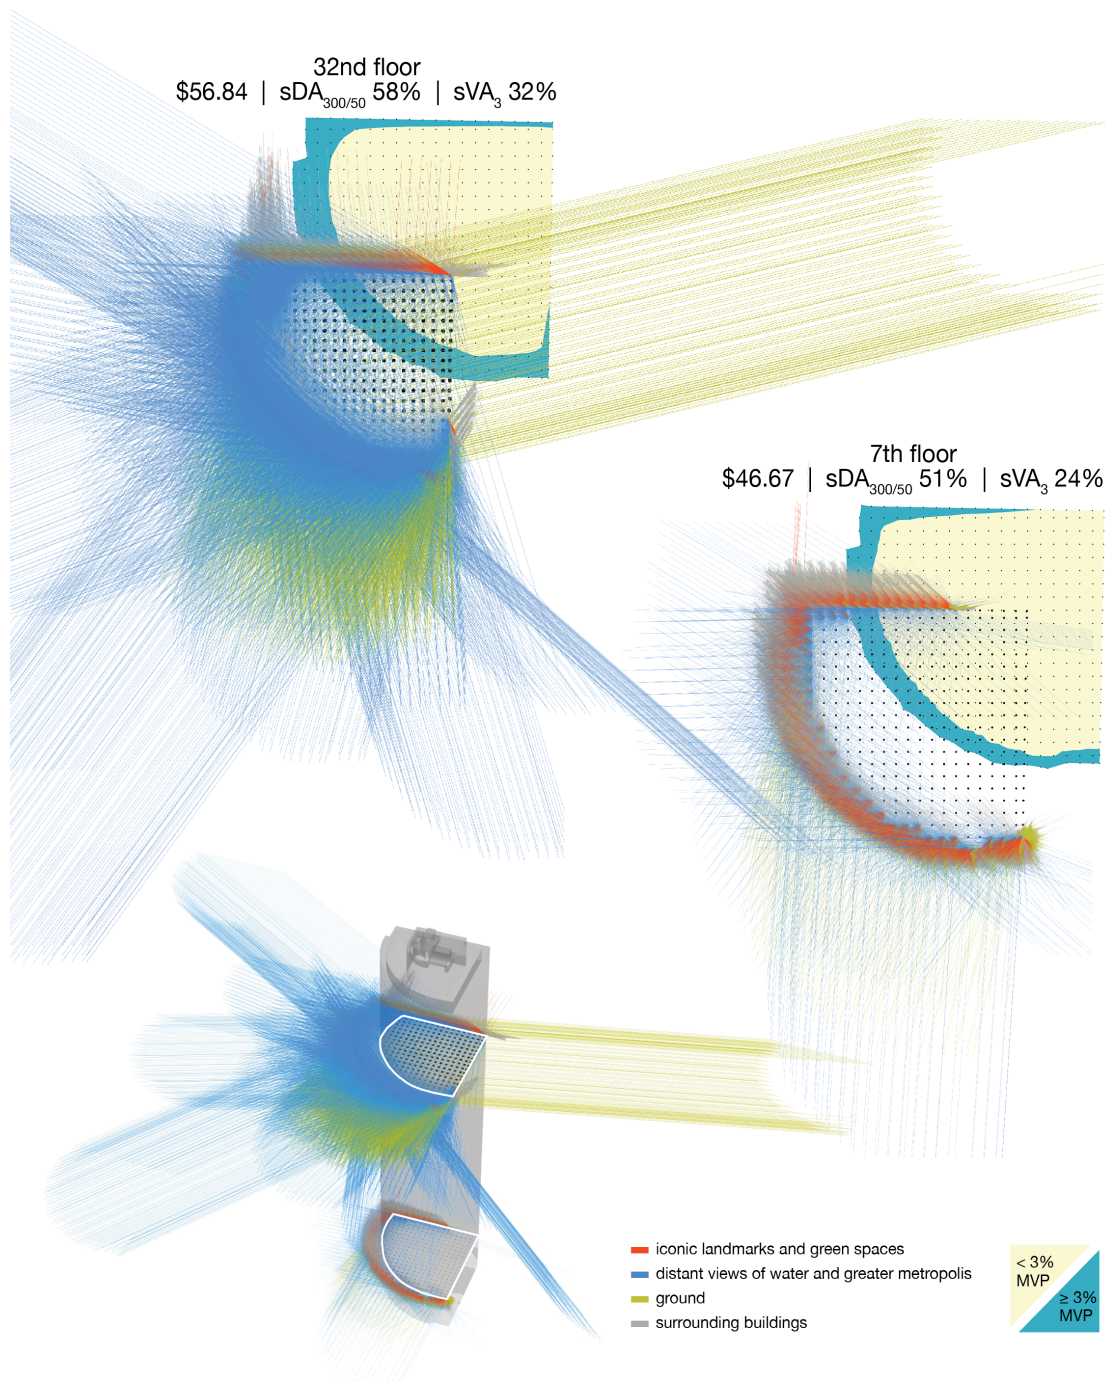 32nd floor
$56.84 | sDA300/50 58% | sVA3 32%
7th floor
$46.67 | sDA300/50 51% | sVA3 24%
iconic landmarks and green spaces
distant views of water and greater metropolis
ground
surrounding buildings
< 3%
MVP
≥ 3%
MVP